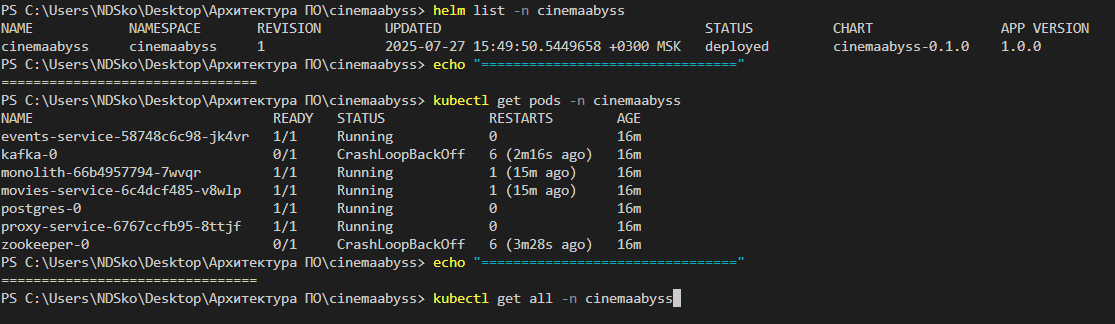 PS C:\Users\NDSko\Desktop\Архитектура ПО\cinemaabyss> helm list -n cinemaabyss
NAME NAMESPACE REVISION UPDATED STATUS CHART APP VERSION
cinemaabyss cinemaabyss 1 2025-07-27 15:49:50.5449658 +0300 MSK deployed cinemaabyss-0.1.0 1.0.0
PS C:\Users\NDSko\Desktop\Архитектура ПО\cinemaabyss> echo "================================"
================================
PS C:\Users\NDSko\Desktop\Архитектура ПО\cinemaabyss> kubectl get pods -n cinemaabyss
NAME READY STATUS RESTARTS AGE
events-service-58748c6c98-jk4vr 1/1 Running 0 16m
kafka-0 0/1 CrashLoopBackOff 6 (2m16s ago) 16m
monolith-66b4957794-7wvqr 1/1 Running 1 (15m ago) 16m
movies-service-6c4dcf485-v8wlp 1/1 Running 1 (15m ago) 16m
postgres-0 1/1 Running 0 16m
proxy-service-6767ccfb95-8ttjf 1/1 Running 0 16m
zookeeper-0 0/1 CrashLoopBackOff 6 (3m28s ago) 16m
PS C:\Users\NDSko\Desktop\Архитектура ПО\cinemaabyss> echo "================================"
================================
PS C:\Users\NDSko\Desktop\Архитектура ПО\cinemaabyss> kubectl get all -n cinemaabyss